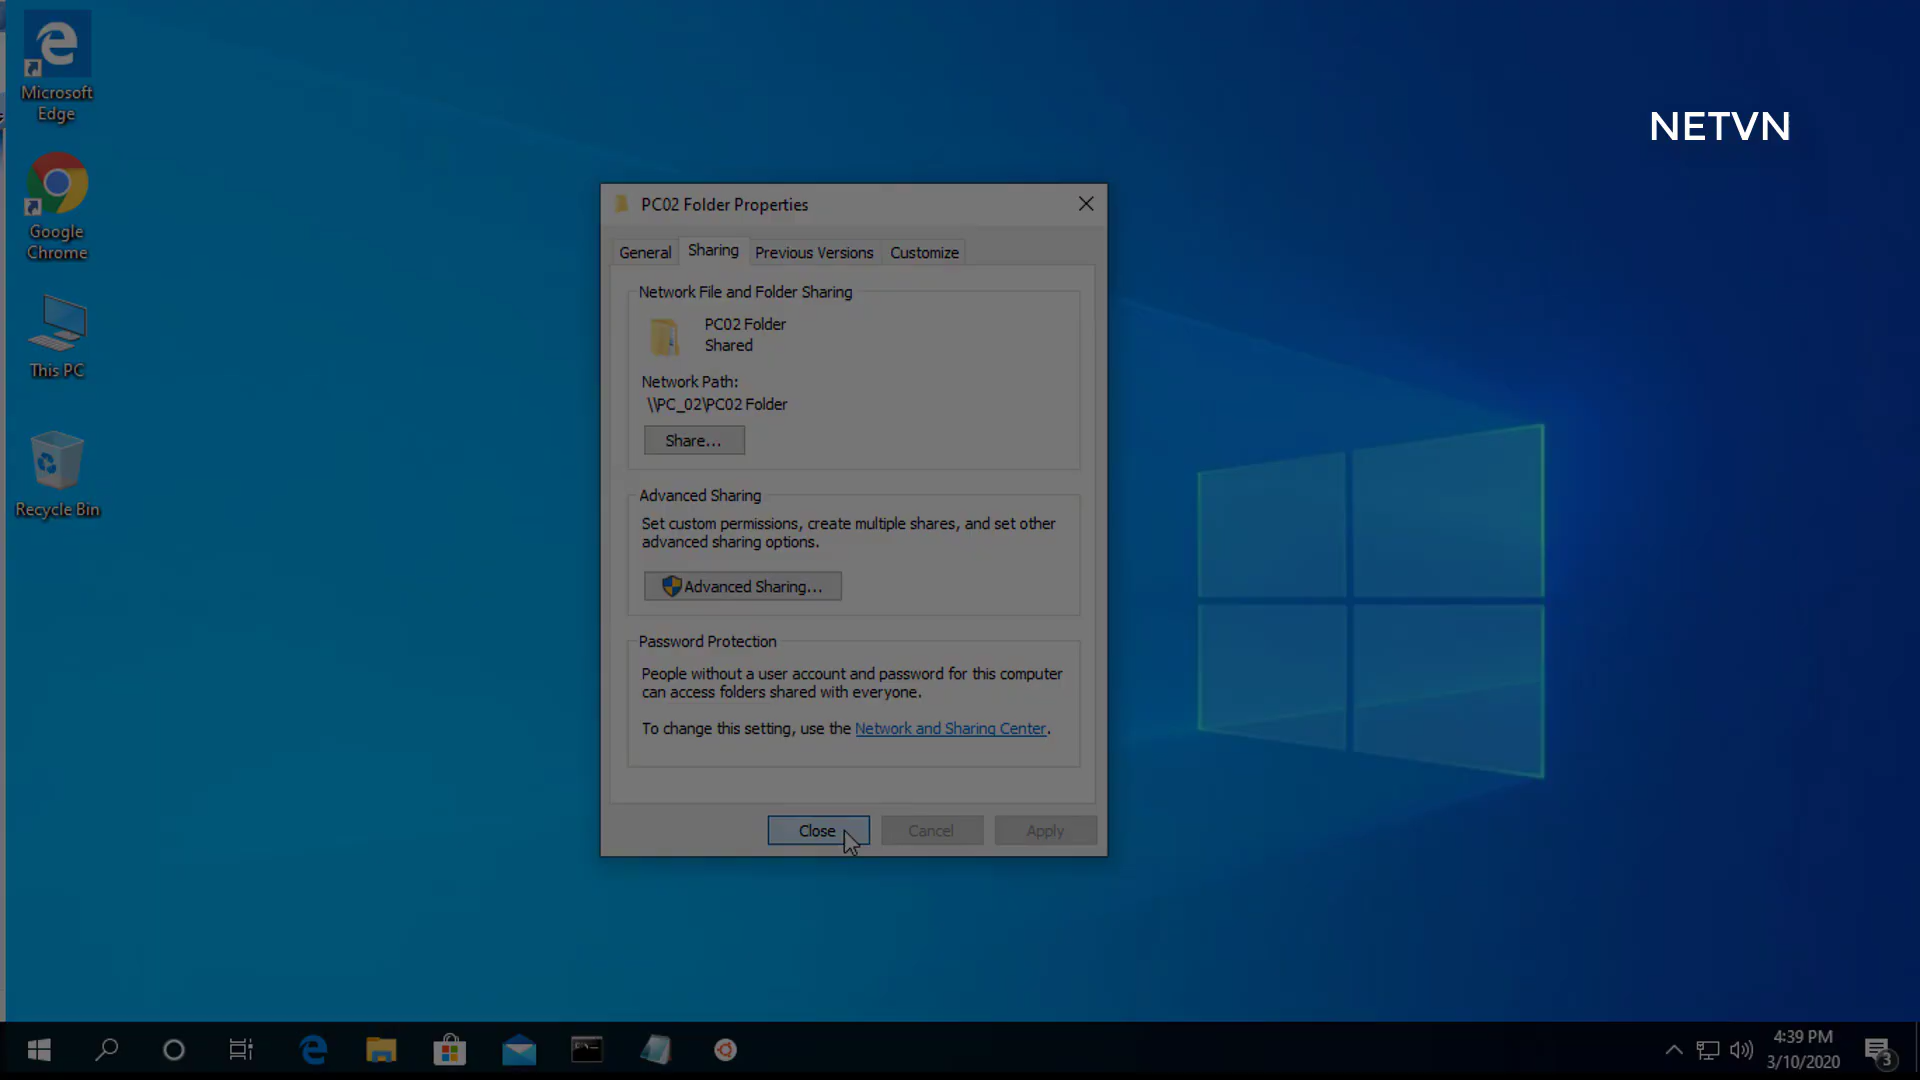 Microsoft
Edge
Google
Chrome
This PC
Recycle Bin
NETVN
PC02 Folder Properties
General
Sharing
Previous Versions
Customize
Network File and Folder Sharing
PC02 Folder
Shared
Network Path:
\\PC_02\PC02 Folder
Share...
Advanced Sharing
Set custom permissions, create multiple shares, and set other
advanced sharing options.
Advanced Sharing...
Password Protection
People without a user account and password for this computer
can access folders shared with everyone.
To change this setting, use the Network and Sharing Center.
Close
Cancel
Apply
4:39 PM
3/10/2020
3